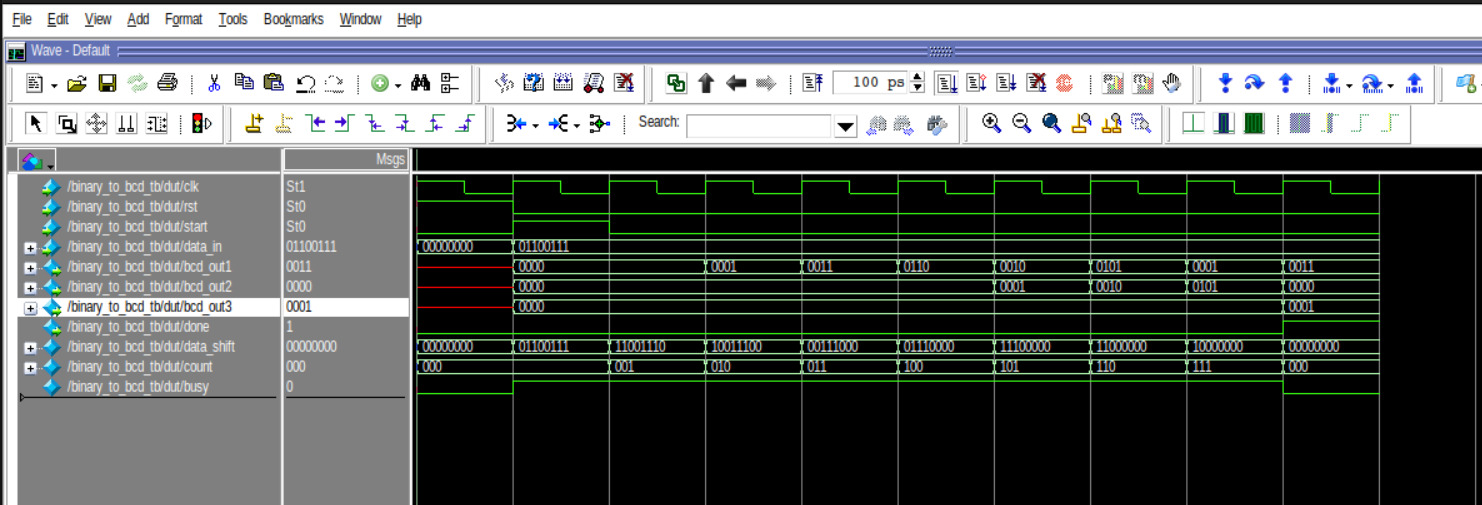 File Edit View Add Format Tools Bookmarks Window Help
Wave - Default
100 ps
Search:
Msgs
/binary_to_bcd_tb/dut/clk St1
/binary_to_bcd_tb/dut/rst St0
/binary_to_bcd_tb/dut/start St0
/binary_to_bcd_tb/dut/data_in 01100111 00000000 01100111
/binary_to_bcd_tb/dut/bcd_out1 0011 0000 0001 0011 0110 0010 0101 0001 0011
/binary_to_bcd_tb/dut/bcd_out2 0000 0000 0001 0010 0101 0000
/binary_to_bcd_tb/dut/bcd_out3 0001 0000 0001
/binary_to_bcd_tb/dut/done 1
/binary_to_bcd_tb/dut/data_shift 00000000 00000000 01100111 11001110 10011100 00111000 01110000 11100000 11000000 10000000 00000000
/binary_to_bcd_tb/dut/count 000 000 001 010 011 100 101 110 111 000
/binary_to_bcd_tb/dut/busy 0